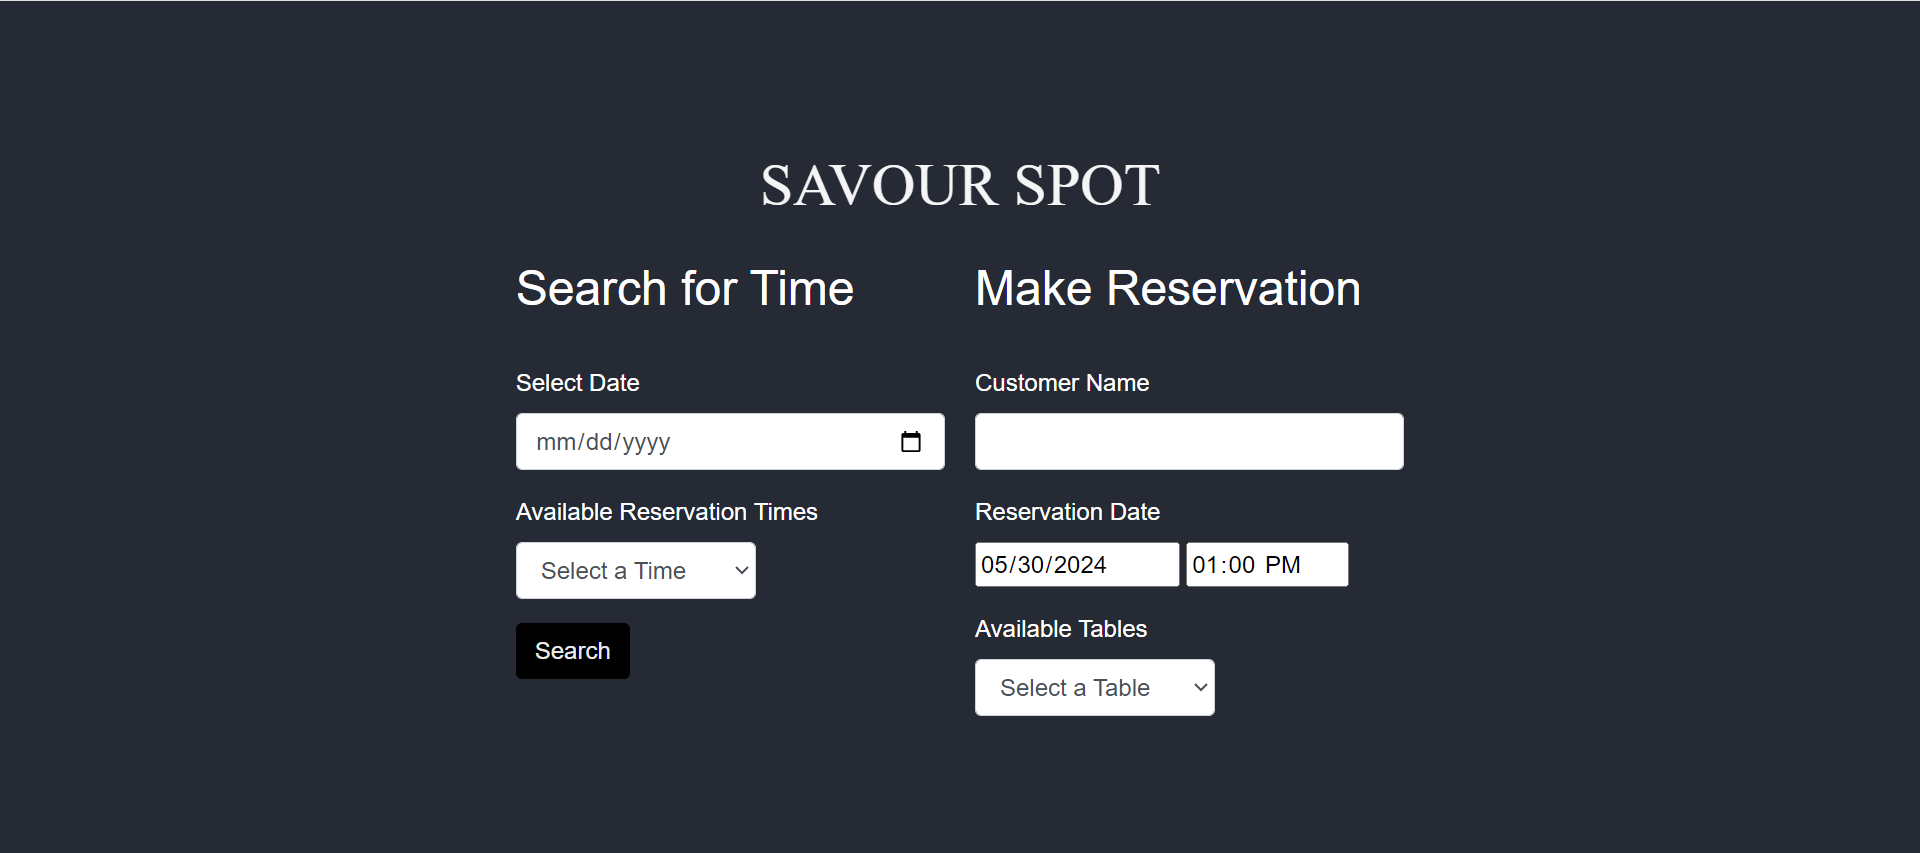 SAVOUR SPOT
Search for Time
Select Date
mm/dd/yyyy
Available Reservation Times
Select a Time
Search
Make Reservation
Customer Name
Reservation Date
05/30/2024 01:00 PM
Available Tables
Select a Table